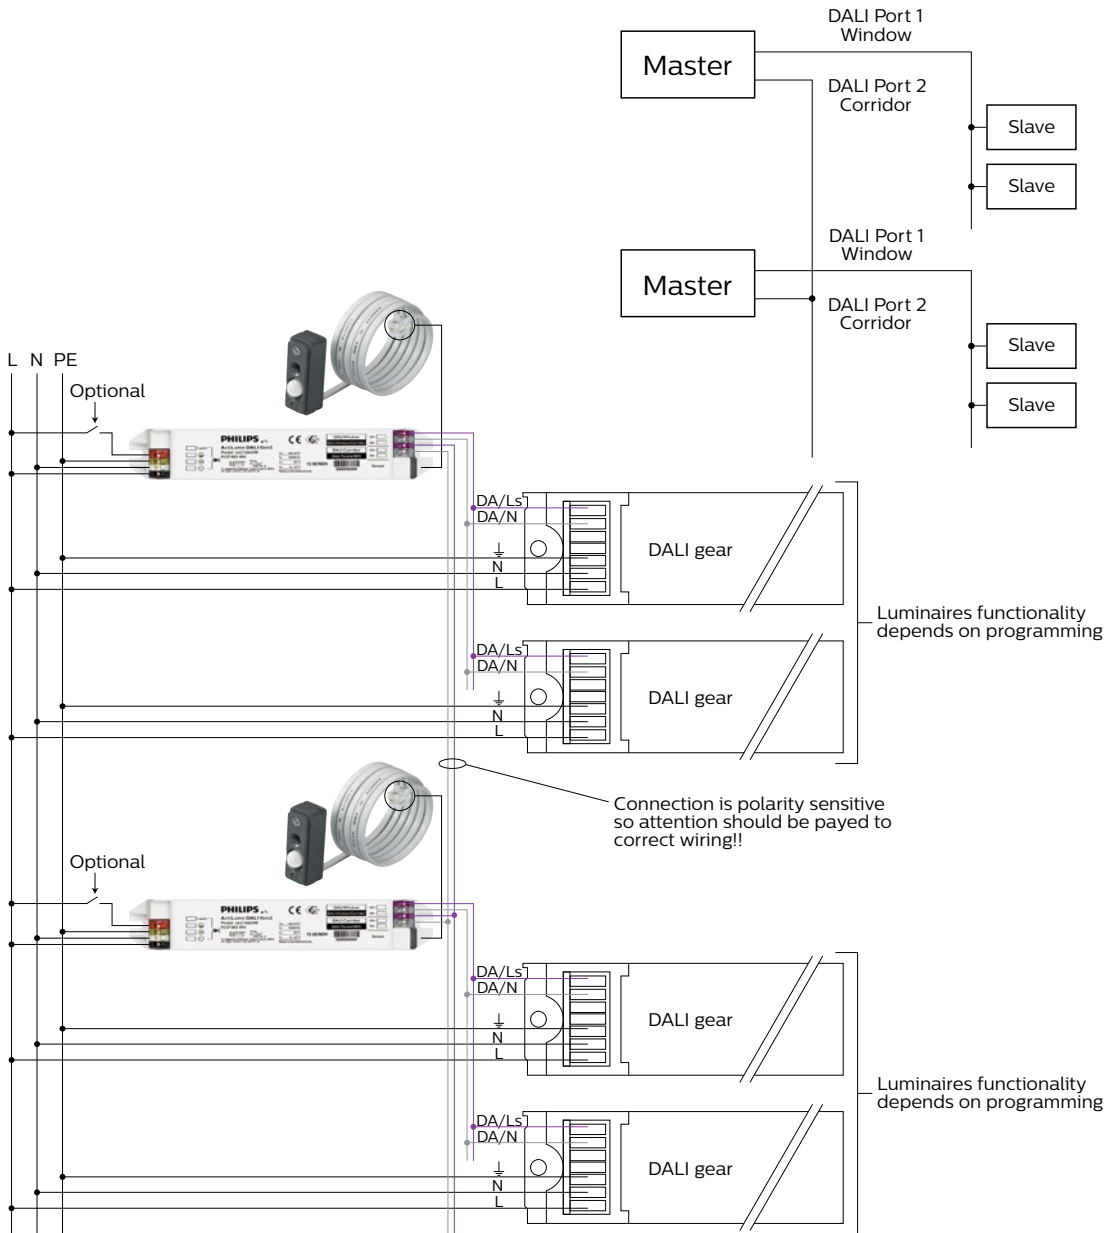 DALI Port 1
Window
Master
DALI Port 2
Corridor
Slave
Slave
DALI Port 1
Window
Master
DALI Port 2
Corridor
Slave
Slave
L N PE
Optional
PHILIPS
DA/Ls
DA/N
N
L
DALI gear
Luminaires functionality
depends on programming
DA/Ls
DA/N
N
L
DALI gear
Connection is polarity sensitive
so attention should be payed to
correct wiring!!
Optional
PHILIPS
DA/Ls
DA/N
N
L
DALI gear
Luminaires functionality
depends on programming
DA/Ls
DA/N
N
L
DALI gear